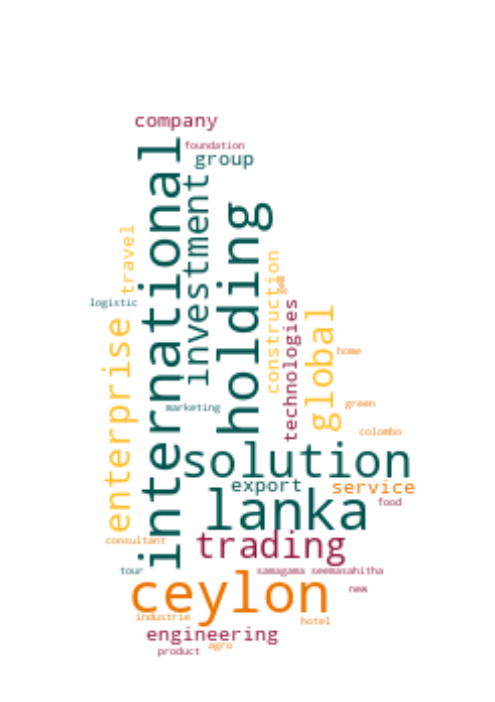 company
foundation
group
international
investment
holding
travel
logistic
construction
technologies
global
enterprise
home
green
marketing
colombo
solution
export
service
lanka
food
trading
consultant
tour
samagama seemasahitha
ceylon
new
industrie
hotel
engineering
agro
product